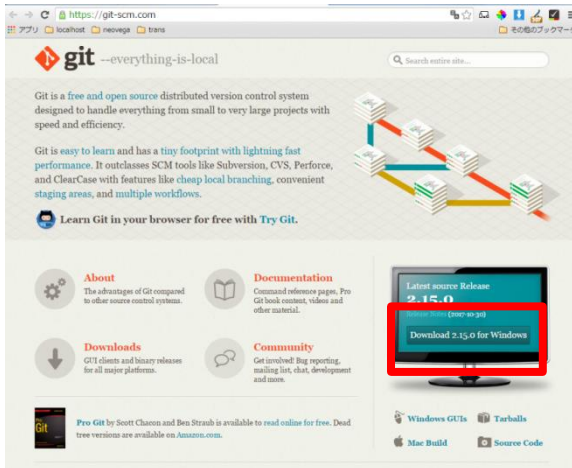 https://git-scm.com
アプリ localhost neovega trans その他のブックマーク
git --everything-is-local
Search entire site...
Git is a free and open source distributed version control system
designed to handle everything from small to very large projects with
speed and efficiency.
Git is easy to learn and has a tiny footprint with lightning fast
performance. It outclasses SCM tools like Subversion, CVS, Perforce,
and ClearCase with features like cheap local branching, convenient
staging areas, and multiple workflows.
Learn Git in your browser for free with Try Git.
About
The advantages of Git compared
to other source control systems.
Documentation
Command reference pages, Pro
Git book content, videos and
other material.
Downloads
GUI clients and binary releases
for all major platforms.
Community
Get involved! Bug reporting,
mailing list, chat, development
and more.
Latest source Release
2.15.0
Release Notes (2017-10-30)
Download 2.15.0 for Windows
Windows GUIs
Tarballs
Mac Build
Source Code
Git
Pro Git by Scott Chacon and Ben Straub is available to read online for free. Dead
tree versions are available on Amazon.com.